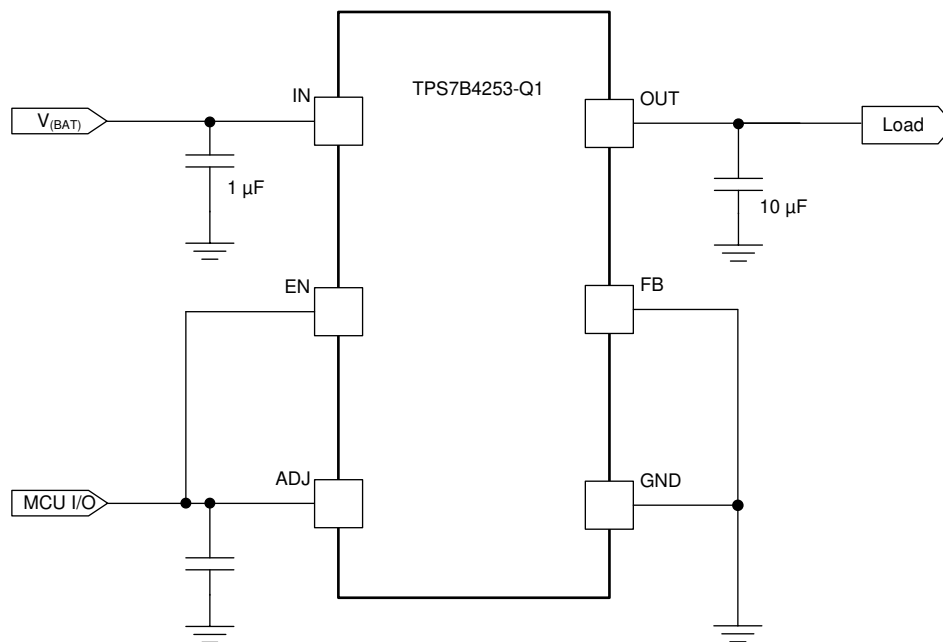 TPS7B4253-Q1
IN
OUT
V(BAT)
Load
1 µF
10 µF
EN
FB
ADJ
GND
MCU I/O